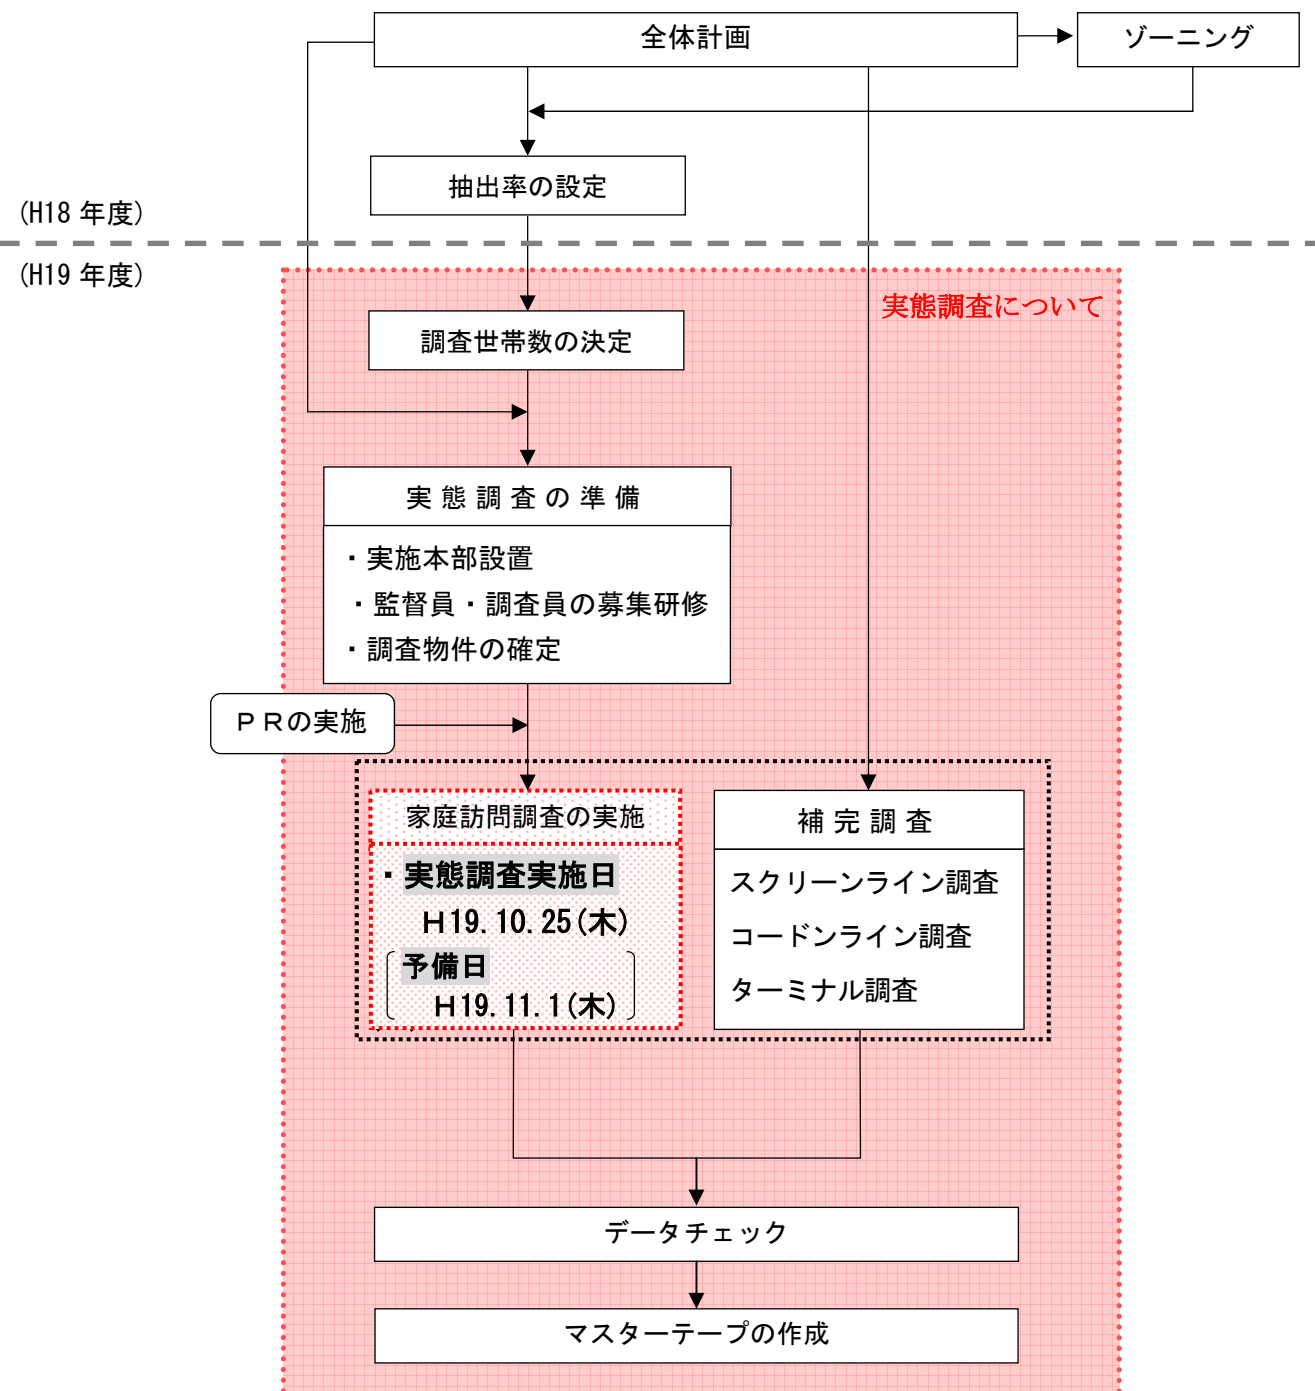 全体計画
ゾーニング
抽出率の設定
(H18 年度)
(H19 年度)
実態調査について
調査世帯数の決定
実 態 調 査 の 準 備
・実施本部設置
・監督員・調査員の募集研修
・調査物件の確定
ＰＲの実施
家庭訪問調査の実施
・実態調査実施日
Ｈ19.10.25(木)
予備日
Ｈ19.11.1(木)
補 完 調 査
スクリーンライン調査
コードンライン調査
ターミナル調査
データチェック
マスターテープの作成